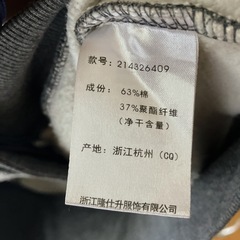 款号：214326409
成份：63%棉
37%聚酯纤维
（净干含量）
产地：浙江杭州（CQ）
浙江隆仕升服饰有限公司